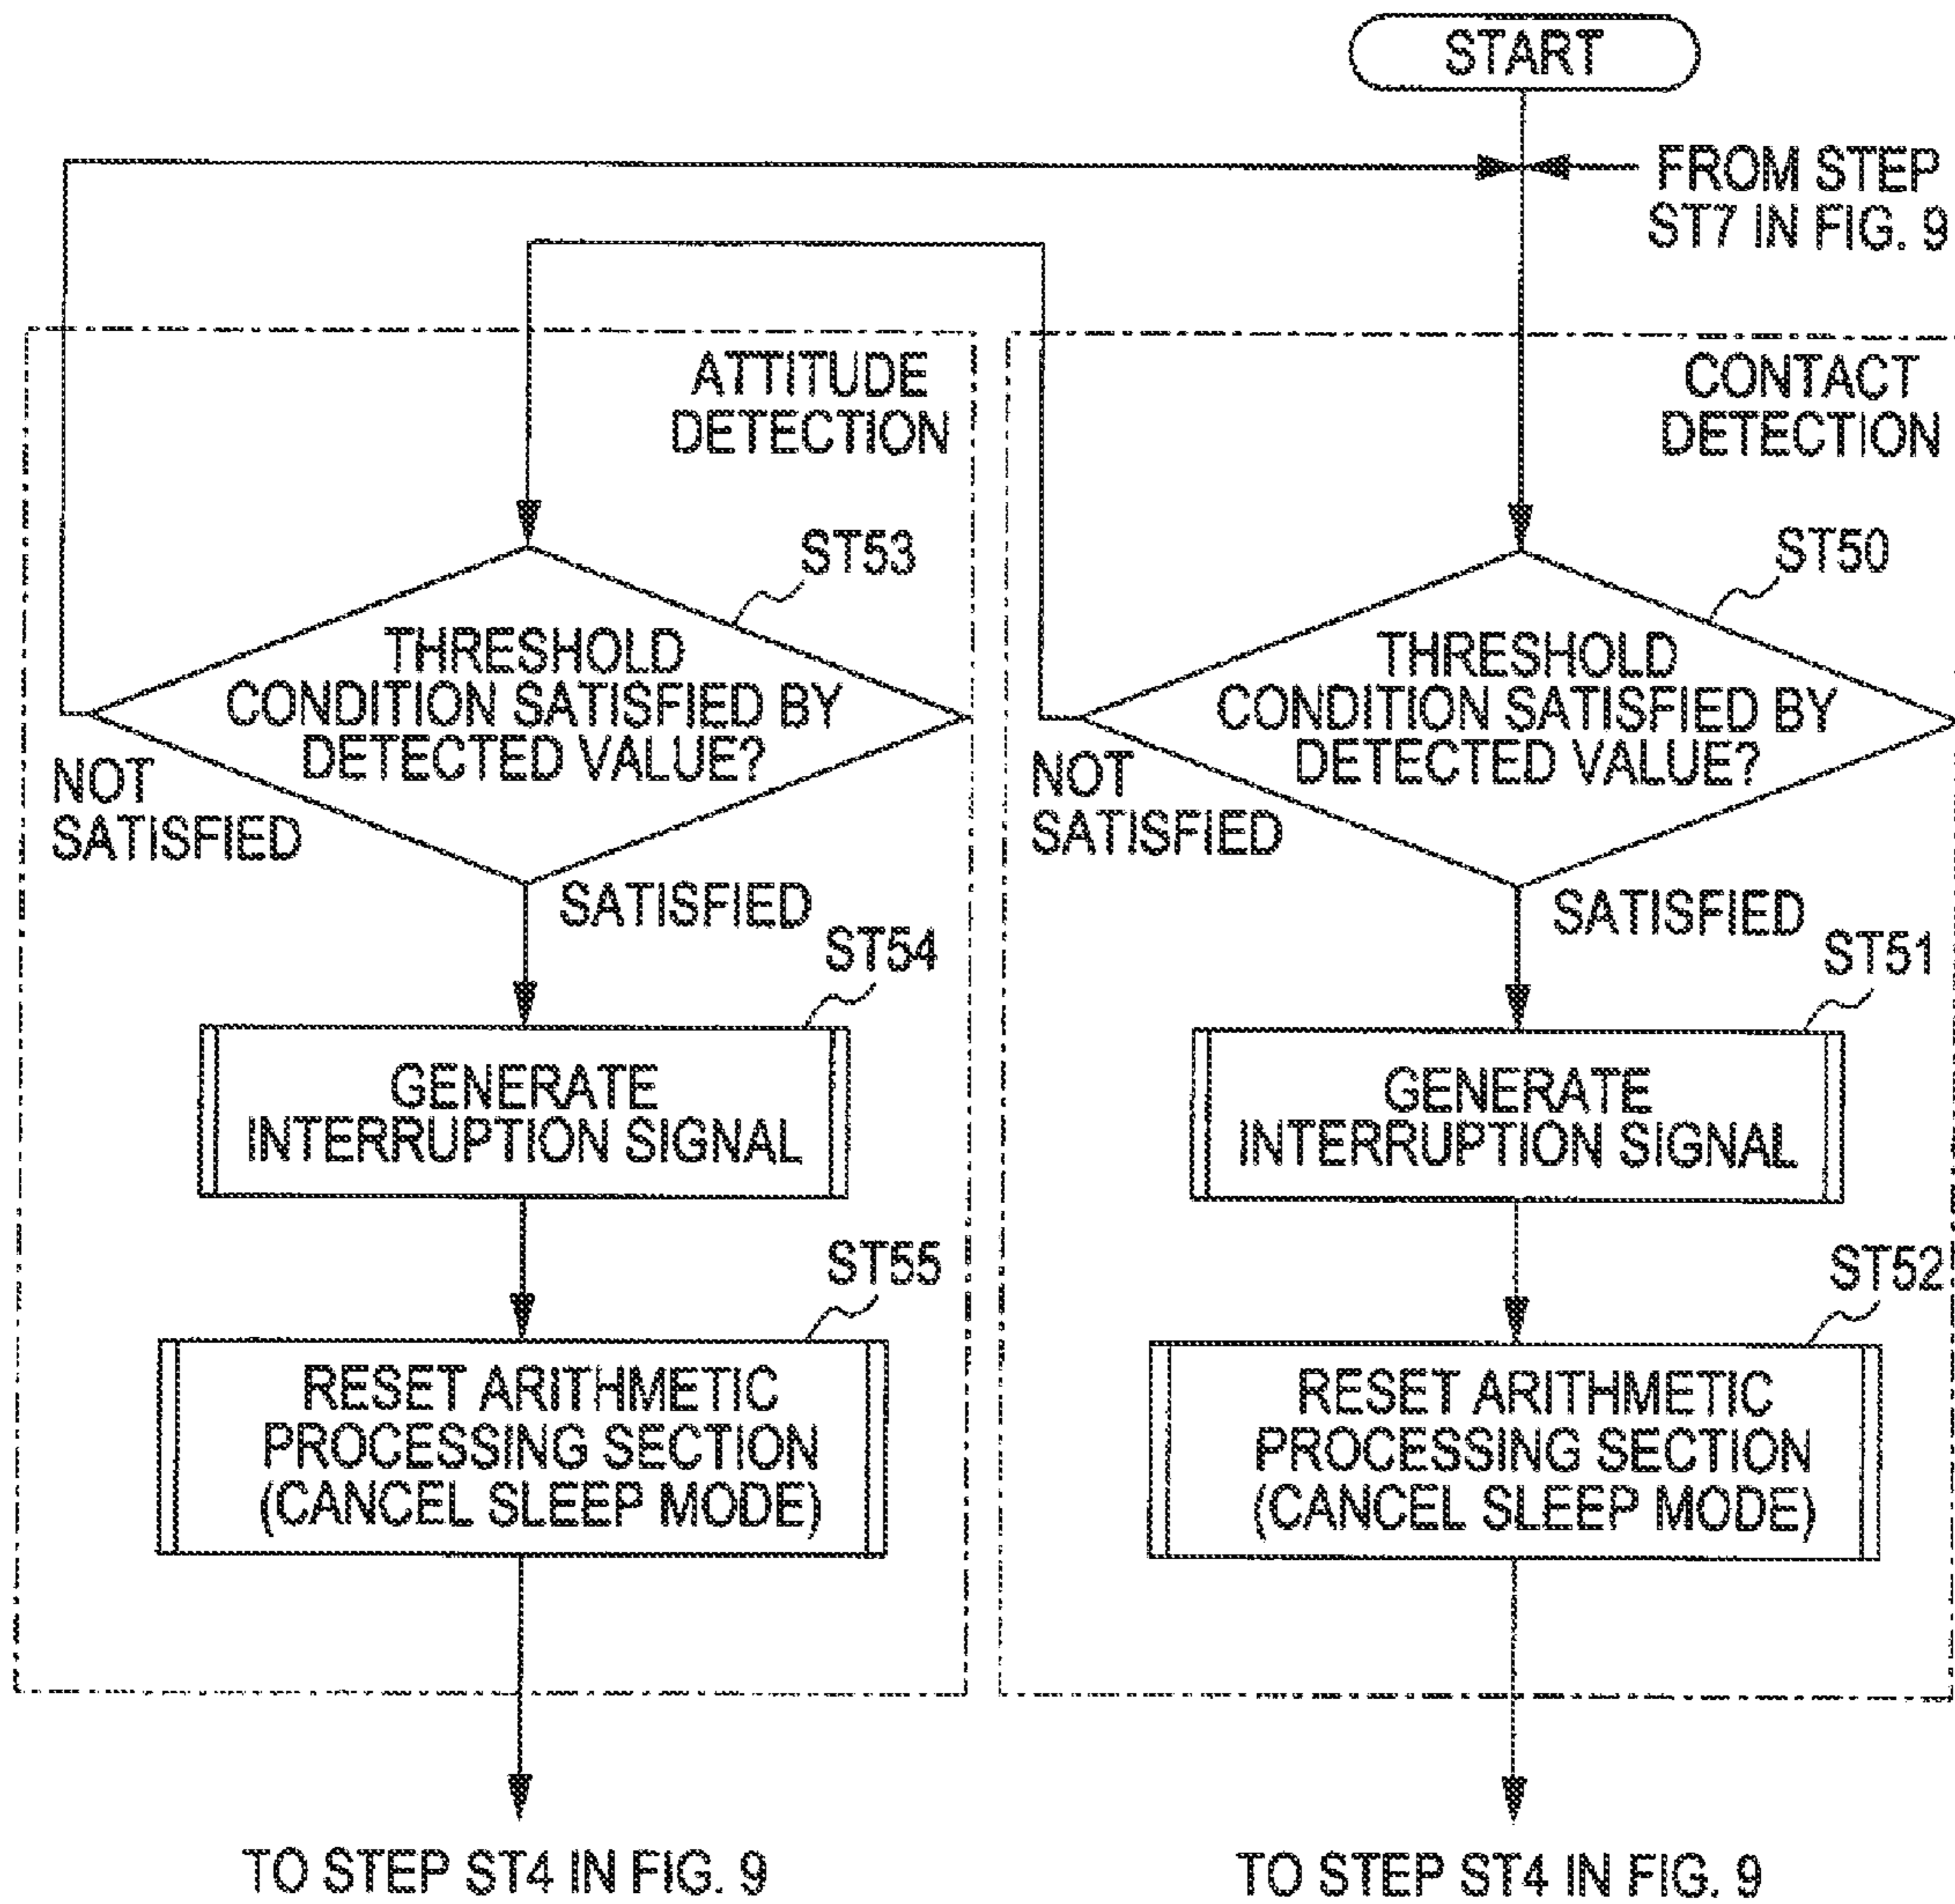 START
FROM STEP
ST7 IN FIG. 9
ATTITUDE
DETECTION
ST53
THRESHOLD
CONDITION SATISFIED BY
DETECTED VALUE?
NOT
SATISFIED
SATISFIED
ST54
GENERATE
INTERRUPTION SIGNAL
ST55
RESET ARITHMETIC
PROCESSING SECTION
(CANCEL SLEEP MODE)
TO STEP ST4 IN FIG. 9
CONTACT
DETECTION
ST50
THRESHOLD
CONDITION SATISFIED BY
DETECTED VALUE?
NOT
SATISFIED
SATISFIED
ST51
GENERATE
INTERRUPTION SIGNAL
ST52
RESET ARITHMETIC
PROCESSING SECTION
(CANCEL SLEEP MODE)
TO STEP ST4 IN FIG. 9